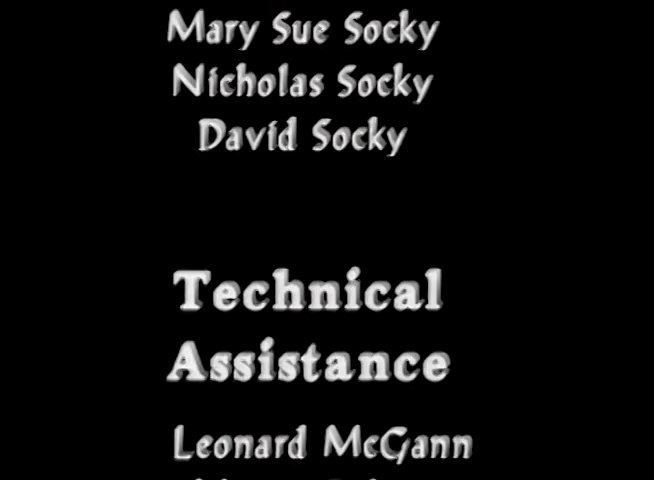 Mary Sue Socky
Nicholas Socky
David Socky
Technical
Assistance
Leonard McGann